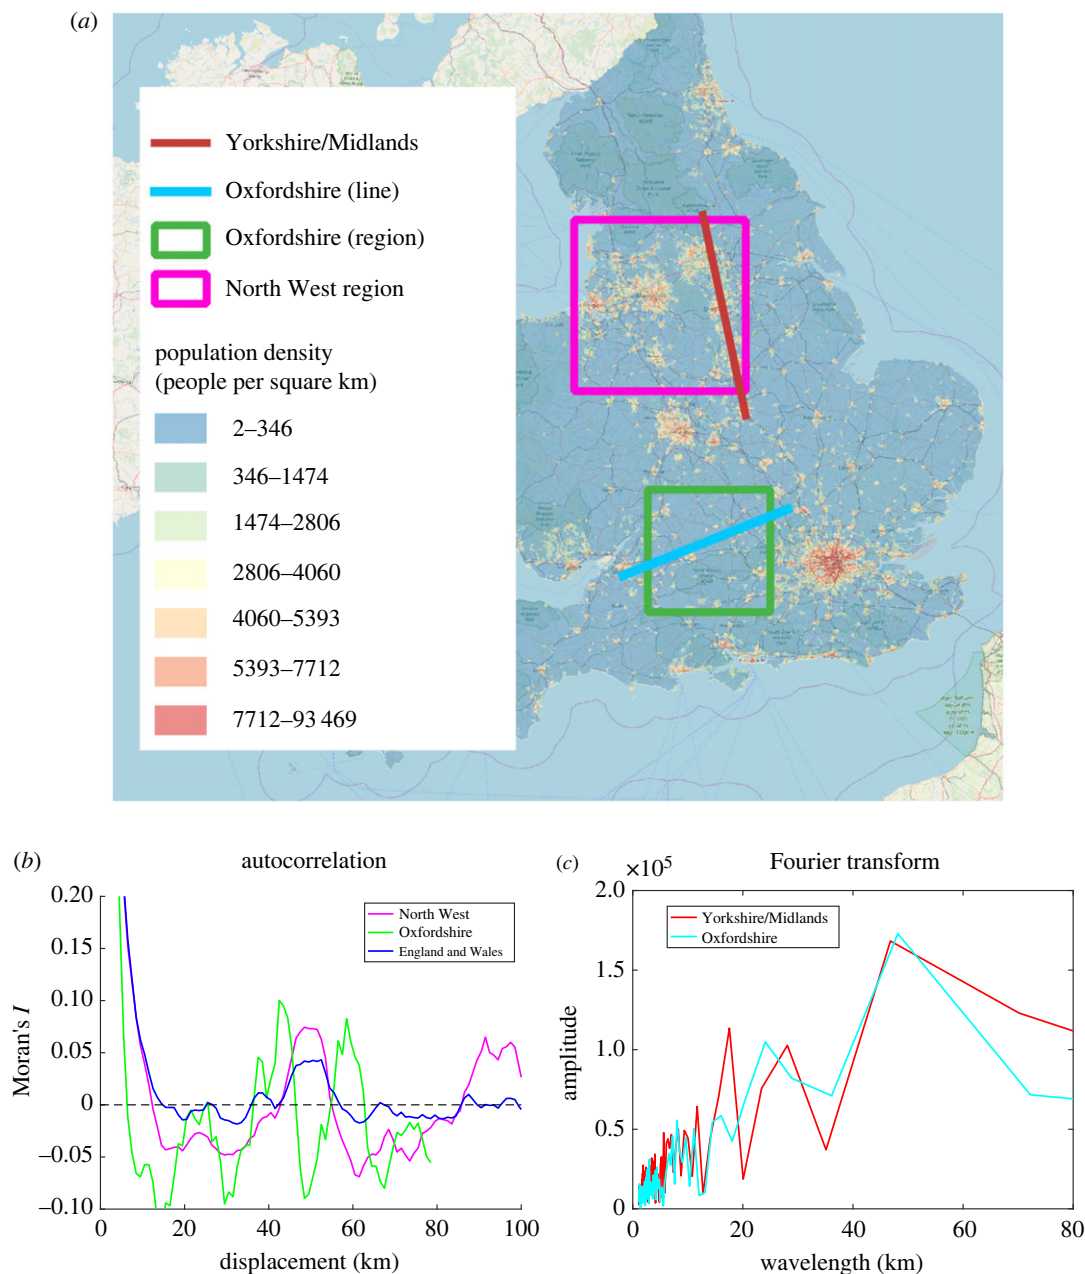 (a)
Yorkshire/Midlands
Oxfordshire (line)
Oxfordshire (region)
North West region
population density
(people per square km)
2–346
346–1474
1474–2806
2806–4060
4060–5393
5393–7712
7712–93 469
(b)
autocorrelation
0.20
0.15
0.10
0.05
0
−0.05
−0.10
Moran's I
North West
Oxfordshire
England and Wales
0 20 40 60 80 100
displacement (km)
(c)
Fourier transform
×10⁵
2.0
1.5
1.0
0.5
0
amplitude
Yorkshire/Midlands
Oxfordshire
0 20 40 60 80
wavelength (km)